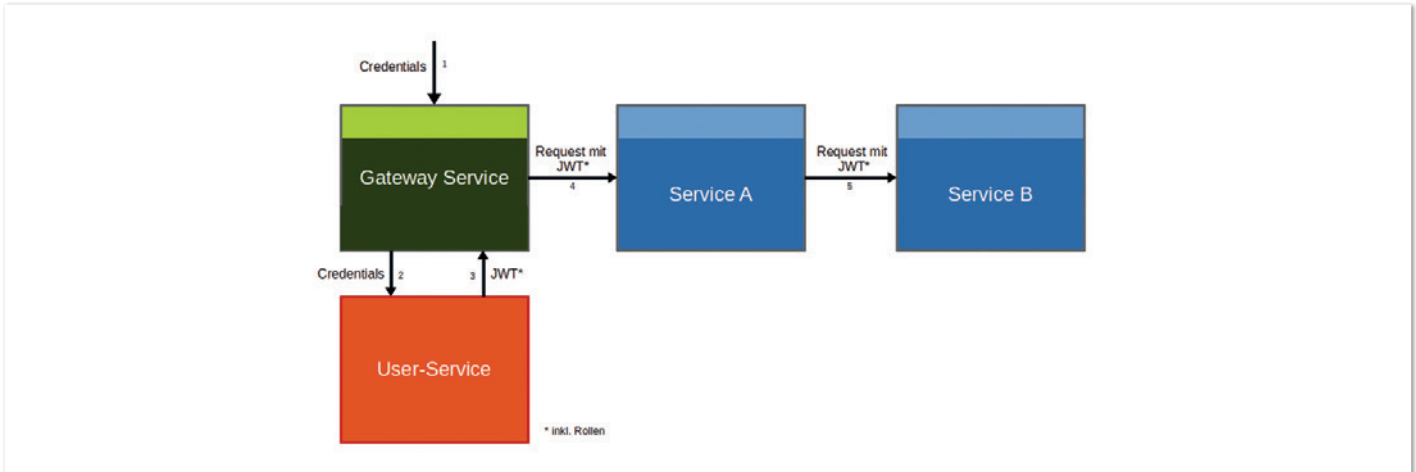 Credentials
1
Gateway Service
Request mit
JWT*
4
Service A
Request mit
JWT*
5
Service B
Credentials
2
3
JWT*
User-Service
* inkl. Rollen